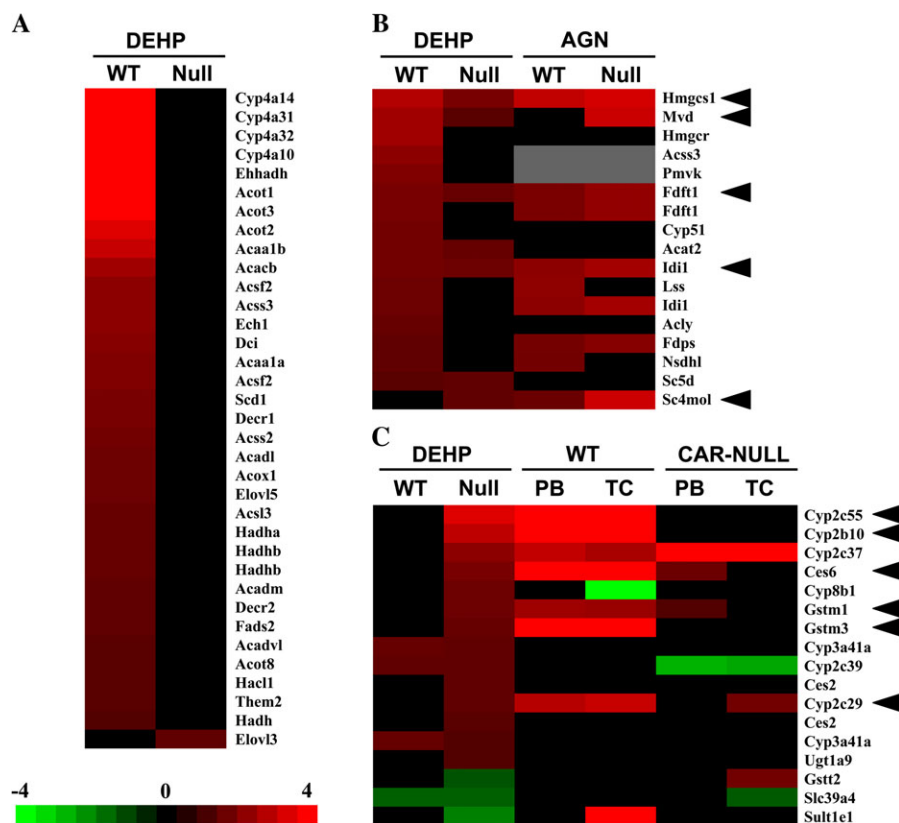 A
DEHP
WT Null
Cyp4a14
Cyp4a31
Cyp4a32
Cyp4a10
Ehhadh
Acot1
Acot3
Acot2
Acaa1b
Acacb
Acsf2
Acss3
Ech1
Dci
Acaa1a
Acsf2
Scd1
Decr1
Acss2
Acadl
Acox1
Elovl5
Acsl3
Hadha
Hadhb
Hadhb
Acadm
Decr2
Fads2
Acadvl
Acot8
Hacl1
Them2
Hadh
Elovl3
-4 0 4
B
DEHP AGN
WT Null WT Null
Hmgcs1
Mvd
Hmgcr
Acss3
Pmvk
Fdft1
Fdft1
Cyp51
Acat2
Idi1
Lss
Idi1
Acly
Fdps
Nsdhl
Sc5d
Sc4mol
C
DEHP WT CAR-NULL
WT Null PB TC PB TC
Cyp2c55
Cyp2b10
Cyp2c37
Ces6
Cyp8b1
Gstm1
Gstm3
Cyp3a41a
Cyp2c39
Ces2
Cyp2c29
Ces2
Cyp3a41a
Ugt1a9
Gstt2
Slc39a4
Sult1e1